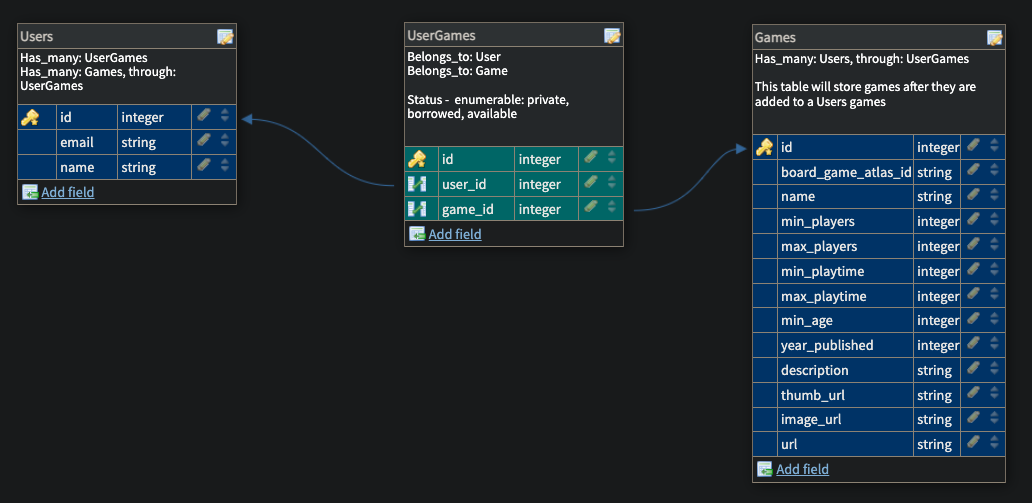 Users
Has_many: UserGames
Has_many: Games, through:
UserGames
id integer
email string
name string
Add field
UserGames
Belongs_to: User
Belongs_to: Game
Status - enumerable: private,
borrowed, available
id integer
user_id integer
game_id integer
Add field
Games
Has_many: Users, through: UserGames
This table will store games after they are
added to a Users games
id integer
board_game_atlas_id string
name string
min_players integer
max_players integer
min_playtime integer
max_playtime integer
min_age integer
year_published integer
description string
thumb_url string
image_url string
url string
Add field